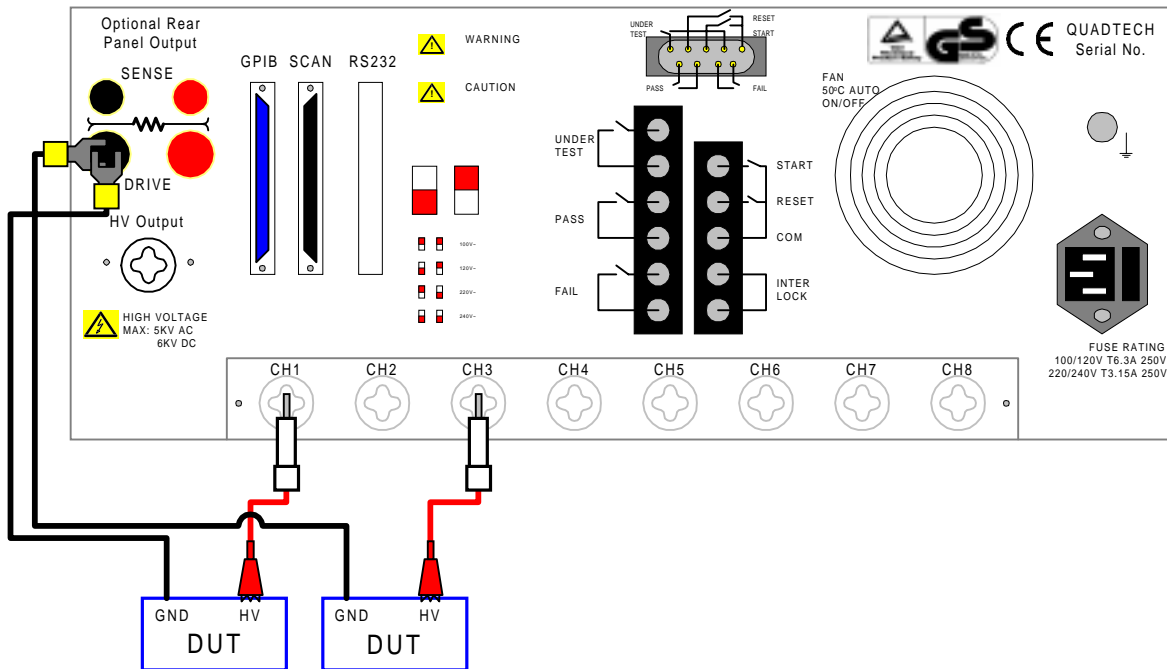 Optional Rear
Panel Output
SENSE
DRIVE
HV Output
HIGH VOLTAGE
MAX: 5KV AC
6KV DC
GPIB SCAN RS232
WARNING
CAUTION
100V~
120V~
220V~
240V~
UNDER
TEST
RESET
START
PASS
FAIL
UNDER
TEST
PASS
FAIL
START
RESET
COM
INTER
LOCK
GS
CE
QUADTECH
Serial No.
FAN
50ºC AUTO
ON/OFF
FUSE RATING
100/120V T6.3A 250V
220/240V T3.15A 250V
CH1 CH2 CH3 CH4 CH5 CH6 CH7 CH8
GND HV
DUT
GND HV
DUT